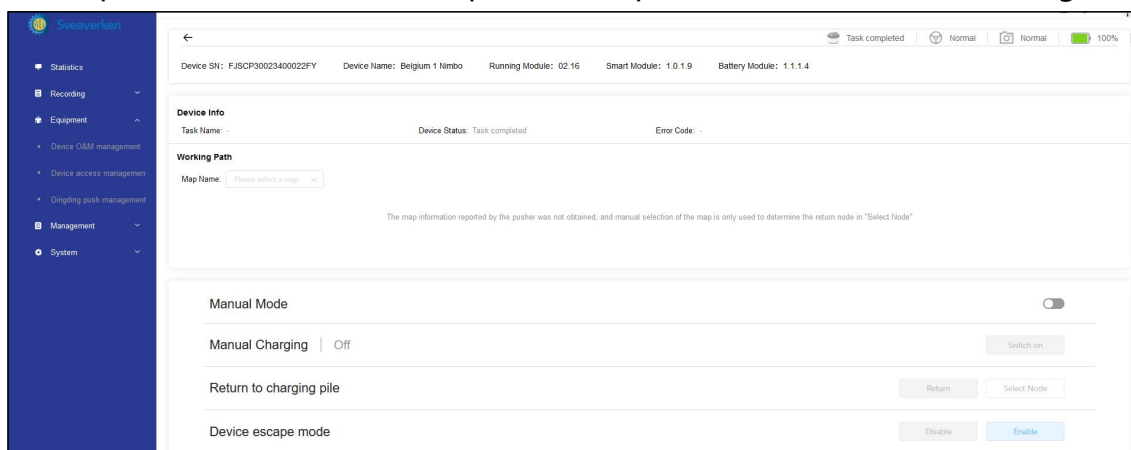 Sveaverken
Task completed Normal Normal 100%
Statistics
Recording
Equipment
Device O&M management
Device access managemen
Dingding push management
Management
System
Device SN: FJSCP30023400022FY Device Name: Belgium 1 Nimbo Running Module: 02.16 Smart Module: 1.0.1.9 Battery Module: 1.1.1.4
Device Info
Task Name: - Device Status: Task completed Error Code: -
Working Path
Map Name: Please select a map
The map information reported by the pusher was not obtained, and manual selection of the map is only used to determine the return node in "Select Node"
Manual Mode
Manual Charging | Off Switch on
Return to charging pile Return Select Node
Device escape mode Disable Enable